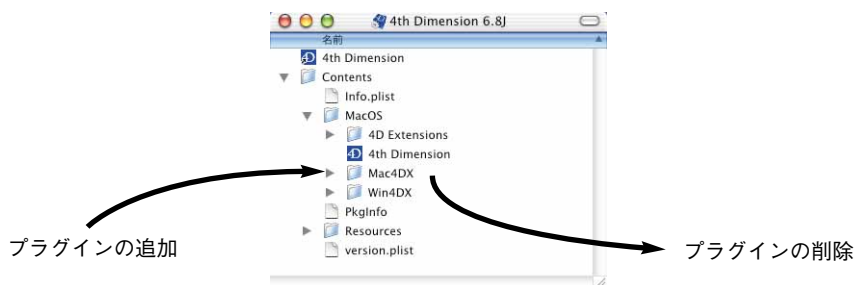 4th Dimension 6.8J
名前
4th Dimension
Contents
Info.plist
MacOS
4D Extensions
4th Dimension
Mac4DX
Win4DX
PkgInfo
Resources
version.plist
プラグインの追加
プラグインの削除